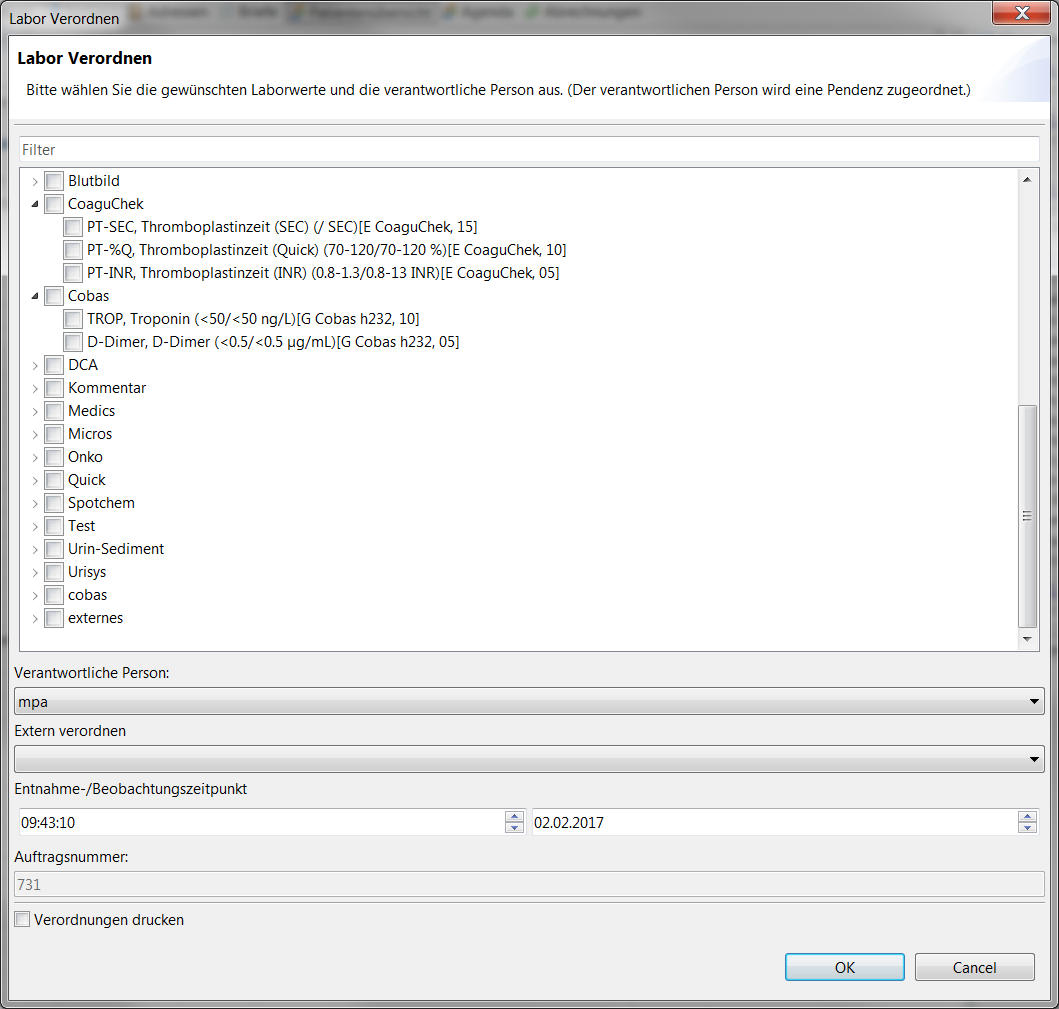 Adressen Briefe Patientenübersicht Agenda Abrechnungen
Labor Verordnen
Labor Verordnen
Bitte wählen Sie die gewünschten Laborwerte und die verantwortliche Person aus. (Der verantwortlichen Person wird eine Pendenz zugeordnet.)
Filter
Blutbild
CoaguChek
PT-SEC, Thromboplastinzeit (SEC) (/ SEC)[E CoaguChek, 15]
PT-%Q, Thromboplastinzeit (Quick) (70-120/70-120 %)[E CoaguChek, 10]
PT-INR, Thromboplastinzeit (INR) (0.8-1.3/0.8-13 INR)[E CoaguChek, 05]
Cobas
TROP, Troponin (<50/<50 ng/L)[G Cobas h232, 10]
D-Dimer, D-Dimer (<0.5/<0.5 µg/mL)[G Cobas h232, 05]
DCA
Kommentar
Medics
Micros
Onko
Quick
Spotchem
Test
Urin-Sediment
Urisys
cobas
externes
Verantwortliche Person:
mpa
Extern verordnen
Entnahme-/Beobachtungszeitpunkt
09:43:10 02.02.2017
Auftragsnummer:
731
Verordnungen drucken
OK Cancel